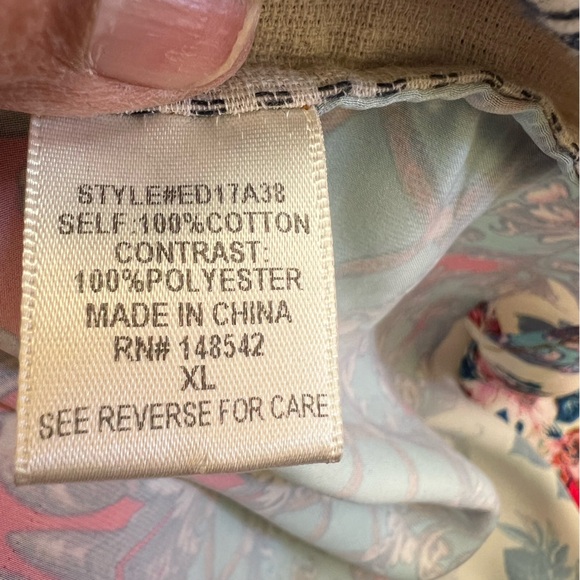 STYLE#ED17A38
SELF:100%COTTON
CONTRAST:
100%POLYESTER
MADE IN CHINA
RN# 148542
XL
SEE REVERSE FOR CARE